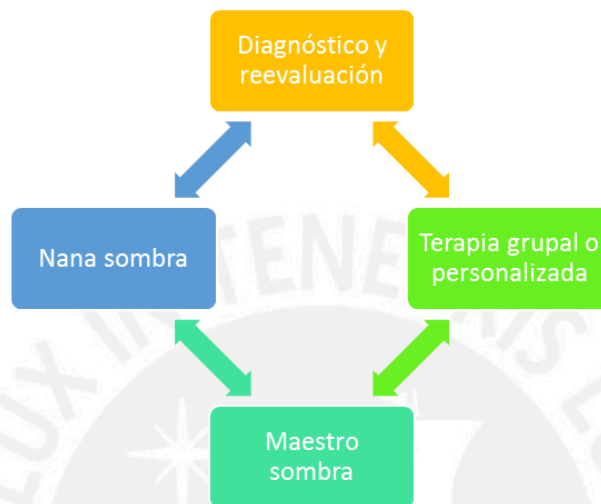 Diagnóstico y
reevaluación
Nana sombra
Terapia grupal o
personalizada
Maestro
sombra